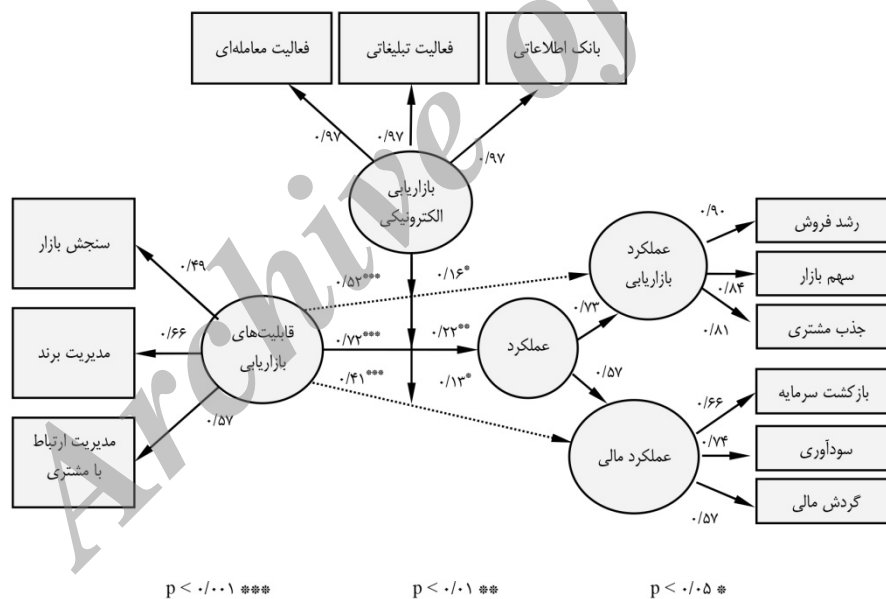 بانک اطلاعاتی
فعالیت تبلیغاتی
فعالیت معامله‌ای
۰/۹۷
۰/۹۷
۰/۹۷
بازاریابی
الکترونیکی
سنجش بازار
مدیریت برند
مدیریت ارتباط
با مشتری
۰/۴۹
۰/۶۶
۰/۵۷
قابلیت‌های
بازاریابی
۰/۵۲***
۰/۱۶*
۰/۷۲***
۰/۲۲**
۰/۴۱***
۰/۱۳*
عملکرد
۰/۷۳
۰/۵۷
عملکرد
بازاریابی
۰/۹۰
۰/۸۴
۰/۸۱
رشد فروش
سهم بازار
جذب مشتری
عملکرد مالی
۰/۶۶
۰/۷۴
۰/۵۷
بازکشت سرمایه
سودآوری
گردش مالی
p < ۰/۰۰۱ ***
p < ۰/۰۱ **
p < ۰/۰۵ *
Archive of